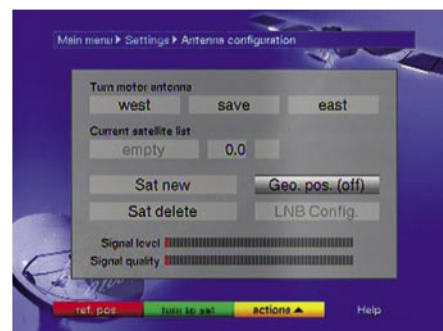 Main menu Settings Antenna configuration
Turn motor antenna
west save east
Current satellite list
empty 0.0
Sat new Geo. pos. (off)
Sat delete LNB Config.
Signal level
Signal quality
ref. pos. turn to sat actions Help